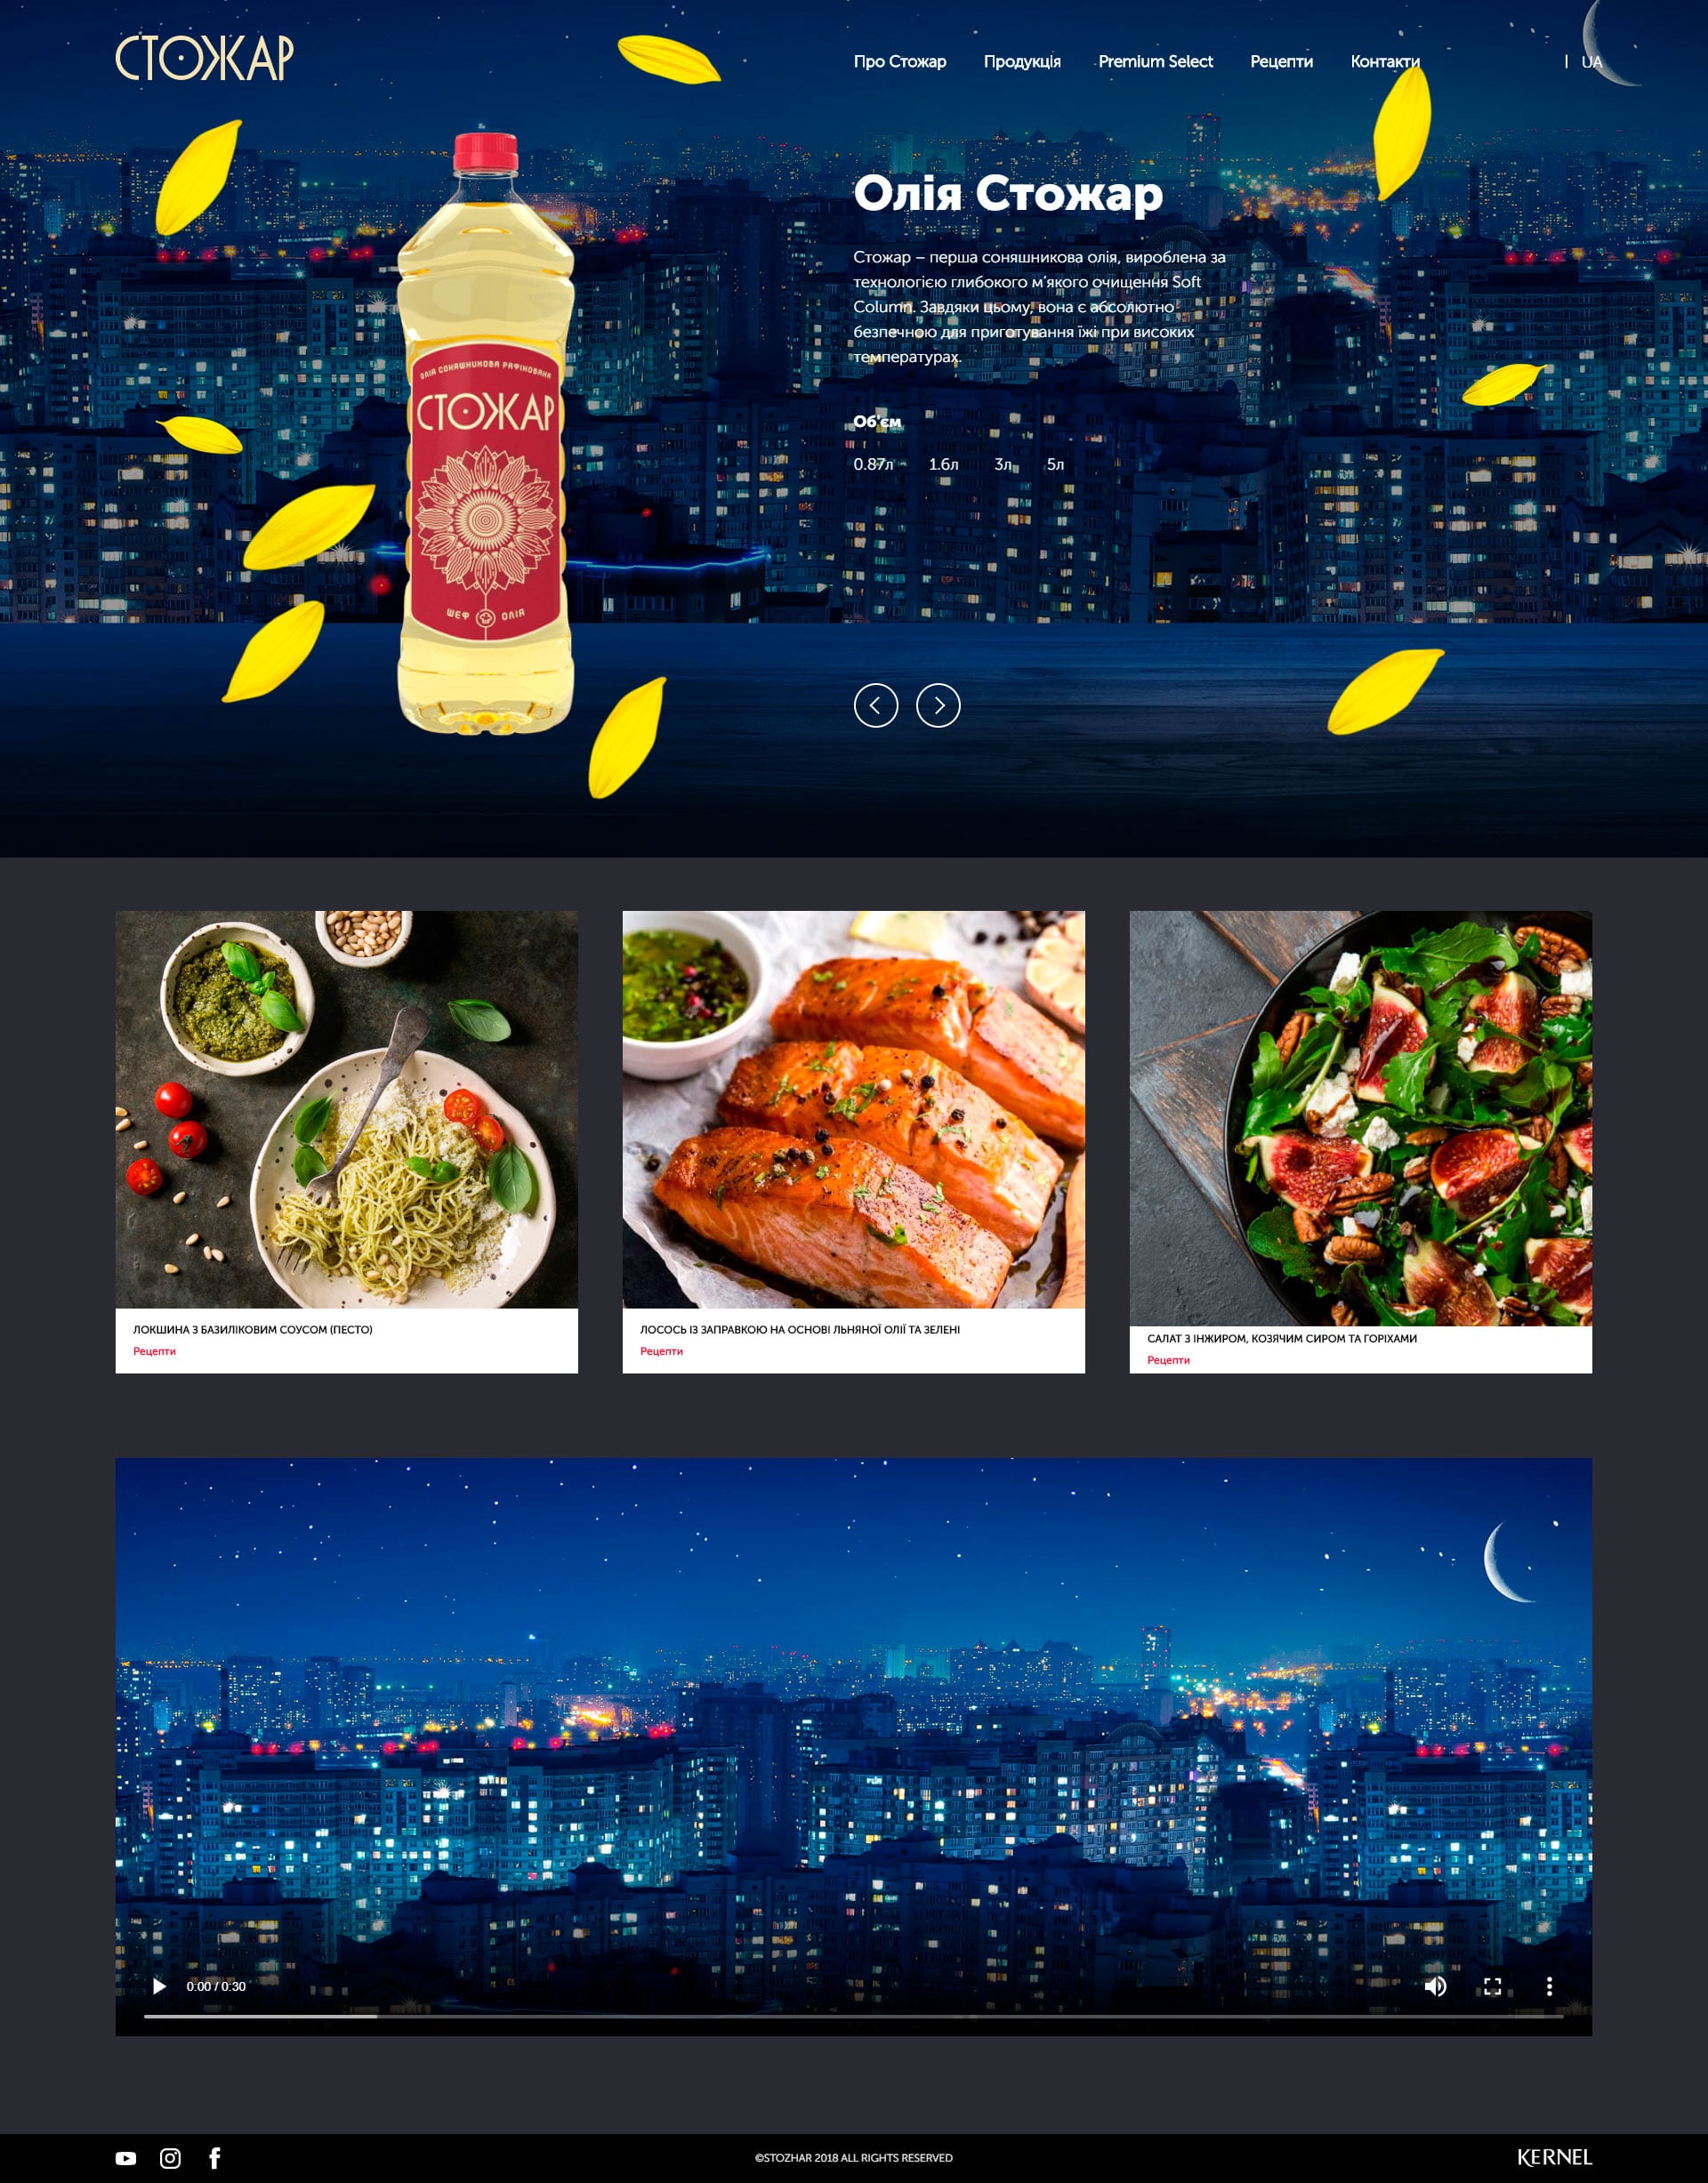 СТОЖАР
Про Стожар
Продукція
Premium Select
Рецепти
Контакти
| UA
Олія Стожар
Стожар – перша соняшникова олія, вироблена за
технологією глибокого м'якого очищення Soft
Column. Завдяки цьому, вона є абсолютно
безпечною для приготування їжі при високих
температурах.
Об'єм
0.87л 1.6л 3л 5л
ОЛІЯ СОНЯШНИКОВА РАФІНОВАНА
СТОЖАР
ШЕФ ОЛІЯ
ЛОКШИНА З БАЗИЛІКОВИМ СОУСОМ (ПЕСТО)
Рецепти
ЛОСОСЬ ІЗ ЗАПРАВКОЮ НА ОСНОВІ ЛЬНЯНОЇ ОЛІЇ ТА ЗЕЛЕНІ
Рецепти
САЛАТ З ІНЖИРОМ, КОЗЯЧИМ СИРОМ ТА ГОРІХАМИ
Рецепти
0:00 / 0:30
©STOZHAR 2018 ALL RIGHTS RESERVED
KERNEL